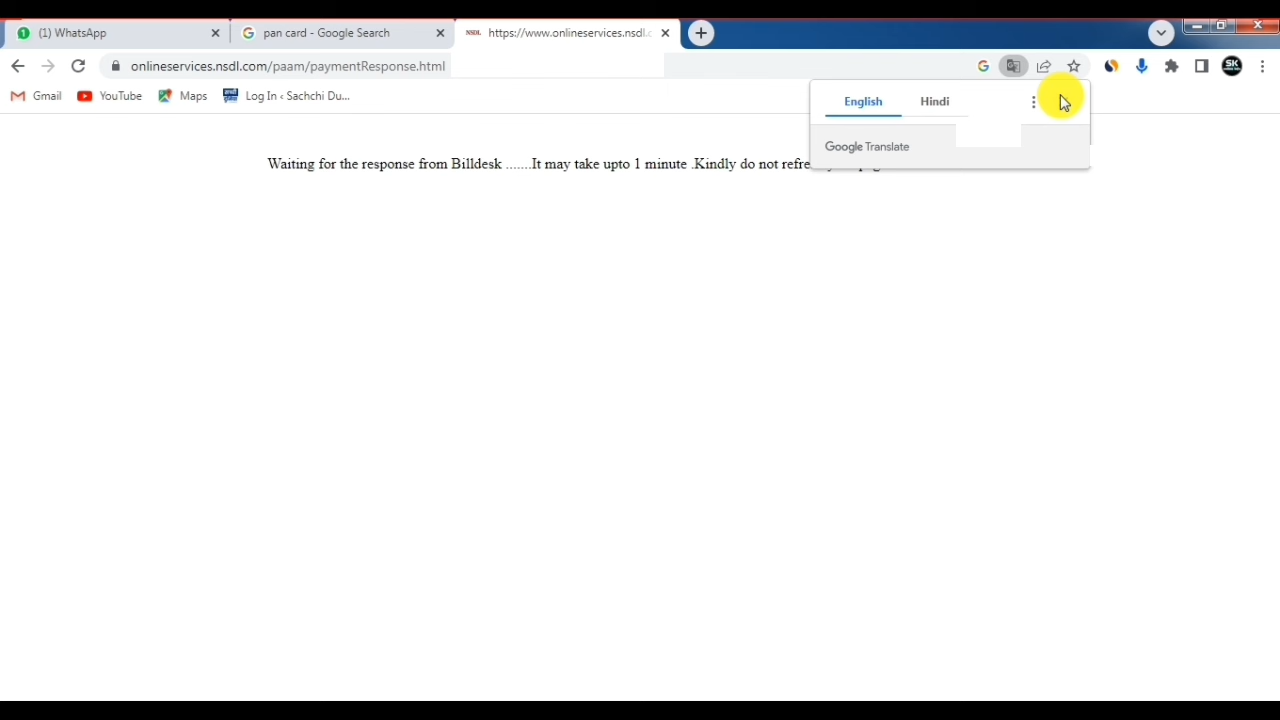 (1) WhatsApp
pan card - Google Search
NSDL https://www.onlineservices.nsdl.c
onlineservices.nsdl.com/paam/paymentResponse.html
SK
Gmail
YouTube
Maps
Log In ‹ Sachchi Du...
English
Hindi
Google Translate
Waiting for the response from Billdesk .......It may take upto 1 minute .Kindly do not